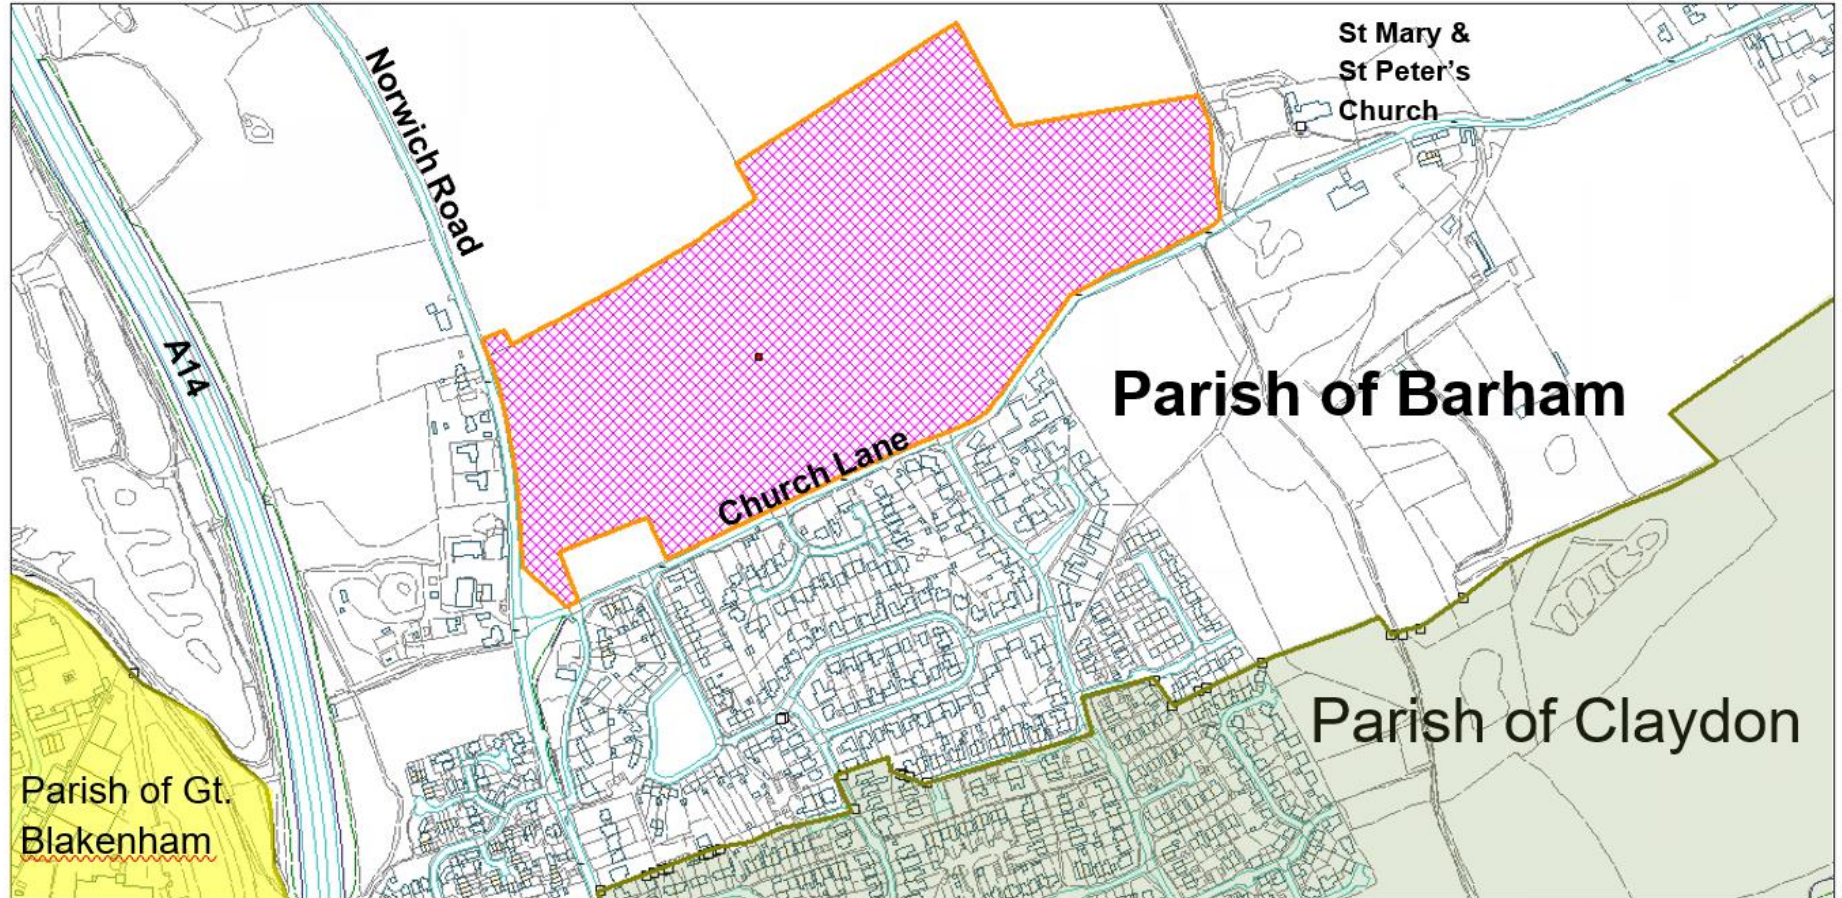 St Mary &
St Peter's
Church
Norwich Road
A14
Church Lane
Parish of Barham
Parish of Claydon
Parish of Gt.
Blakenham